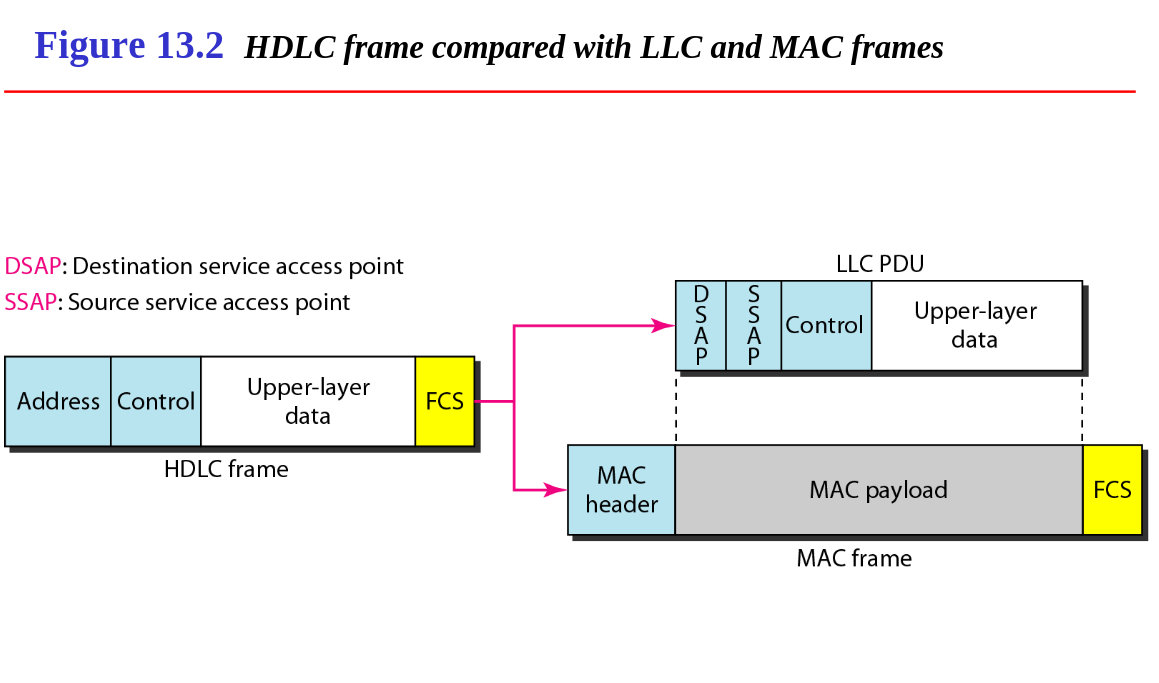 Figure 13.2 HDLC frame compared with LLC and MAC frames
DSAP: Destination service access point
SSAP: Source service access point
LLC PDU
DSAP
SSAP
Control
Upper-layer
data
Address
Control
Upper-layer
data
FCS
HDLC frame
MAC
header
MAC payload
FCS
MAC frame